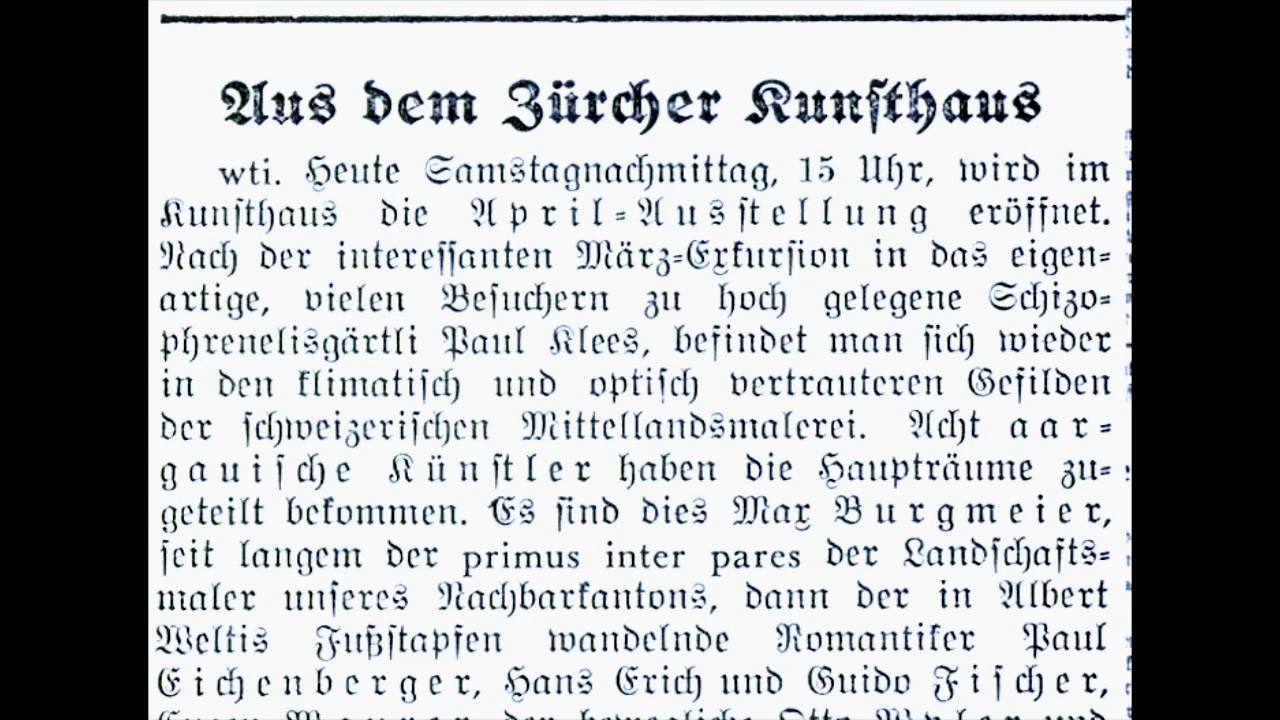 Aus dem Zürcher Kunſthaus
wti. Heute Samstagnachmittag, 15 Uhr, wird im
Kunſthaus die April-Ausſtellung eröffnet.
Nach der intereſſanten März-Exkurſion in das eigen-
artige, vielen Beſuchern zu hoch gelegene Schizo-
phrenelisgärtli Paul Klees, befindet man ſich wieder
in den klimatiſch und optiſch vertrauteren Gefilden
der ſchweizeriſchen Mittellandsmalerei. Acht aar-
gauiſche Künſtler haben die Haupträume zu-
geteilt bekommen. Es ſind dies Max Burgmeier,
ſeit langem der primus inter pares der Landſchafts-
maler unſeres Nachbarkantons, dann der in Albert
Weltis Fußſtapfen wandelnde Romantiker Paul
Eichenberger, Hans Erich und Guido Fiſcher,